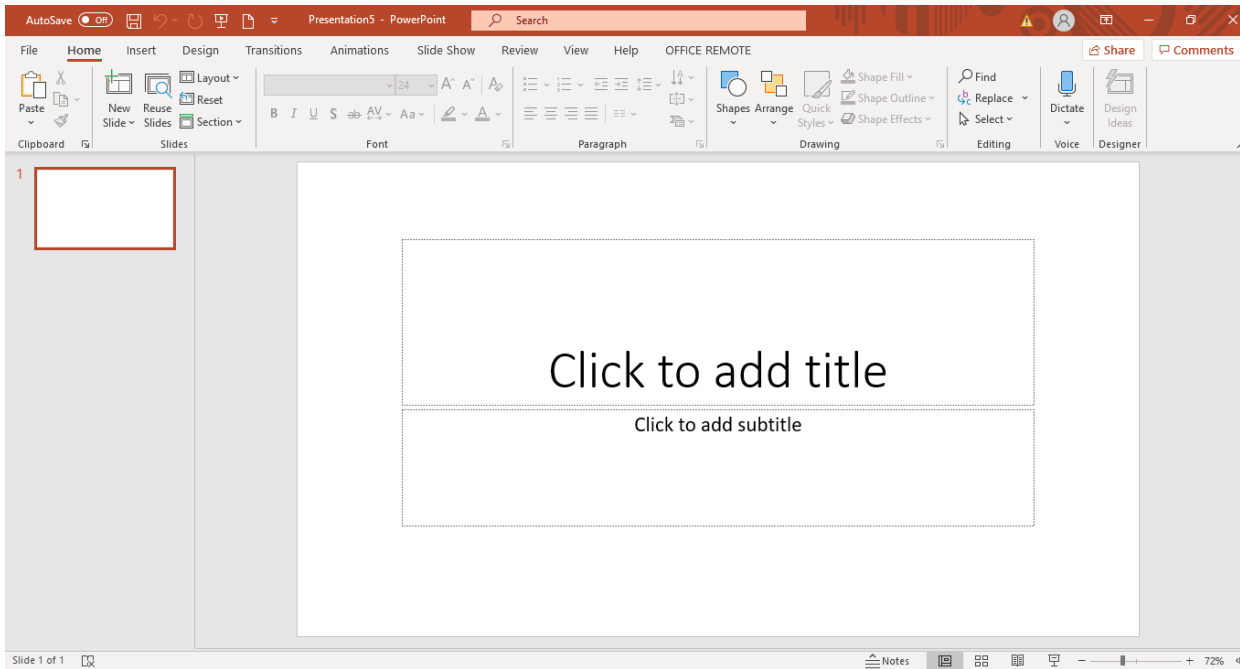 AutoSave Off Presentation5 - PowerPoint Search
File Home Insert Design Transitions Animations Slide Show Review View Help OFFICE REMOTE Share Comments
Paste
New Slide
Reuse Slides
Layout
Reset
Section
24
B I U S ab AV Aa A
Shapes Arrange Quick Styles
Shape Fill
Shape Outline
Shape Effects
Find
Replace
Select
Dictate
Design Ideas
Clipboard Slides Font Paragraph Drawing Editing Voice Designer
1
Click to add title
Click to add subtitle
Slide 1 of 1 Notes 72%